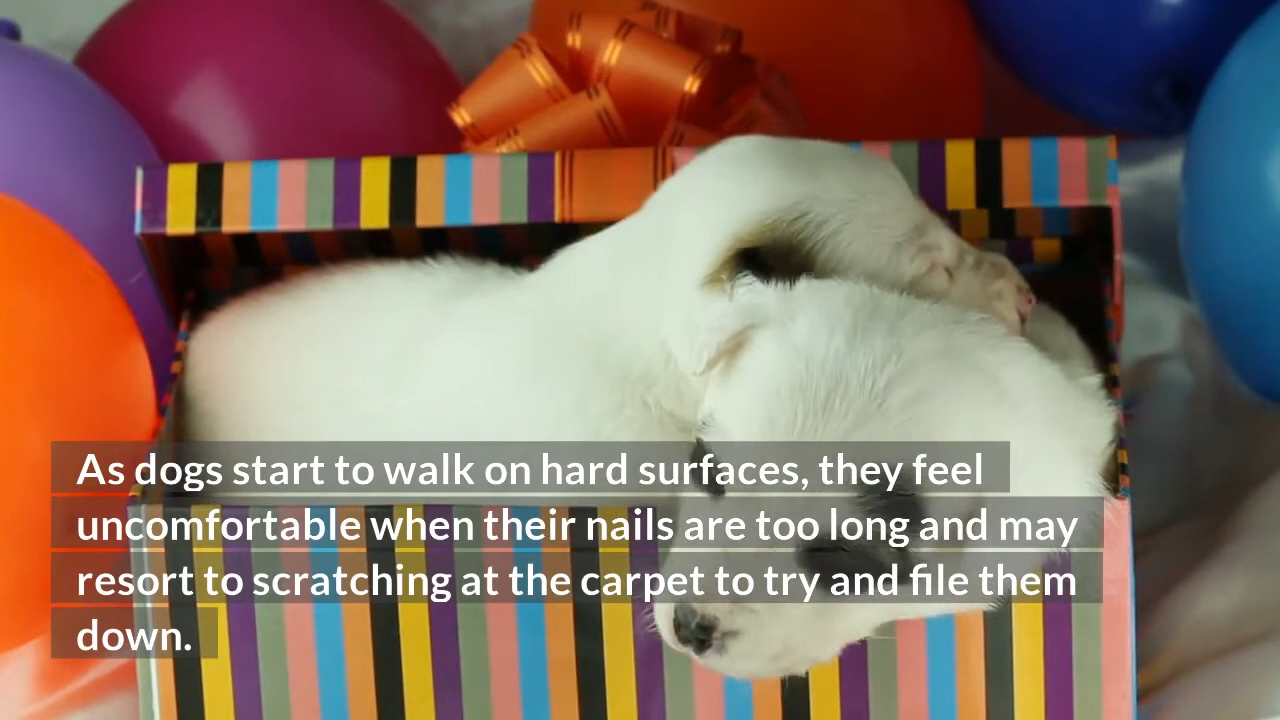 As dogs start to walk on hard surfaces, they feel
uncomfortable when their nails are too long and may
resort to scratching at the carpet to try and file them
down.